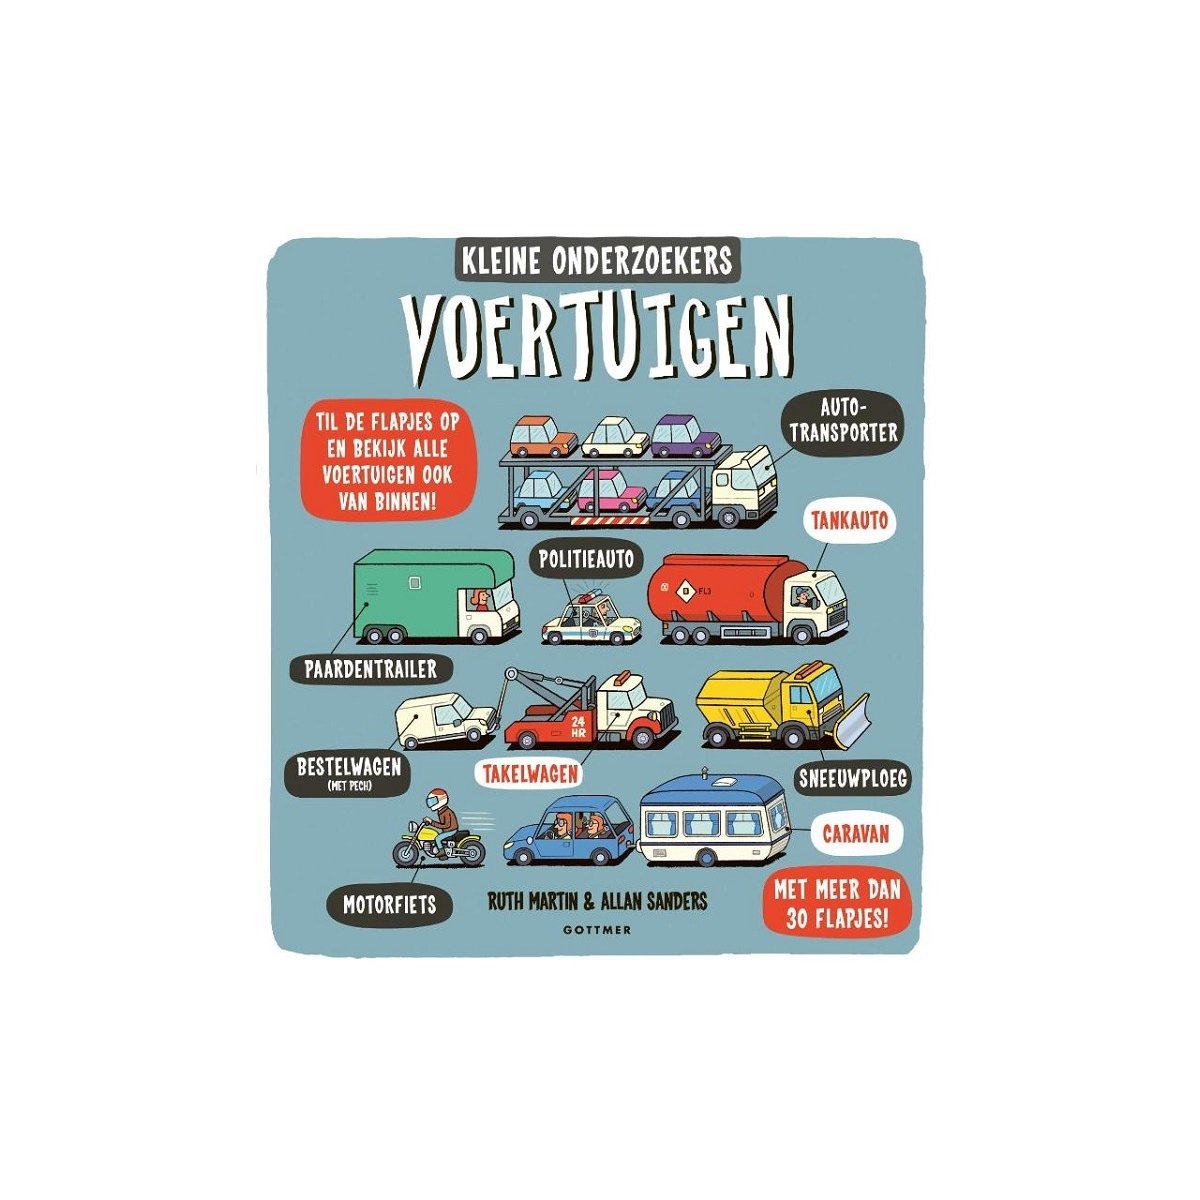 KLEINE ONDERZOEKERS
VOERTUIGEN
TIL DE FLAPJES OP
EN BEKIJK ALLE
VOERTUIGEN OOK
VAN BINNEN!
AUTO-
TRANSPORTER
TANKAUTO
POLITIEAUTO
FL3
PAARDENTRAILER
24
HR
BESTELWAGEN
(MET PECH)
TAKELWAGEN
SNEEUWPLOEG
CARAVAN
MOTORFIETS
RUTH MARTIN & ALLAN SANDERS
GOTTMER
MET MEER DAN
30 FLAPJES!